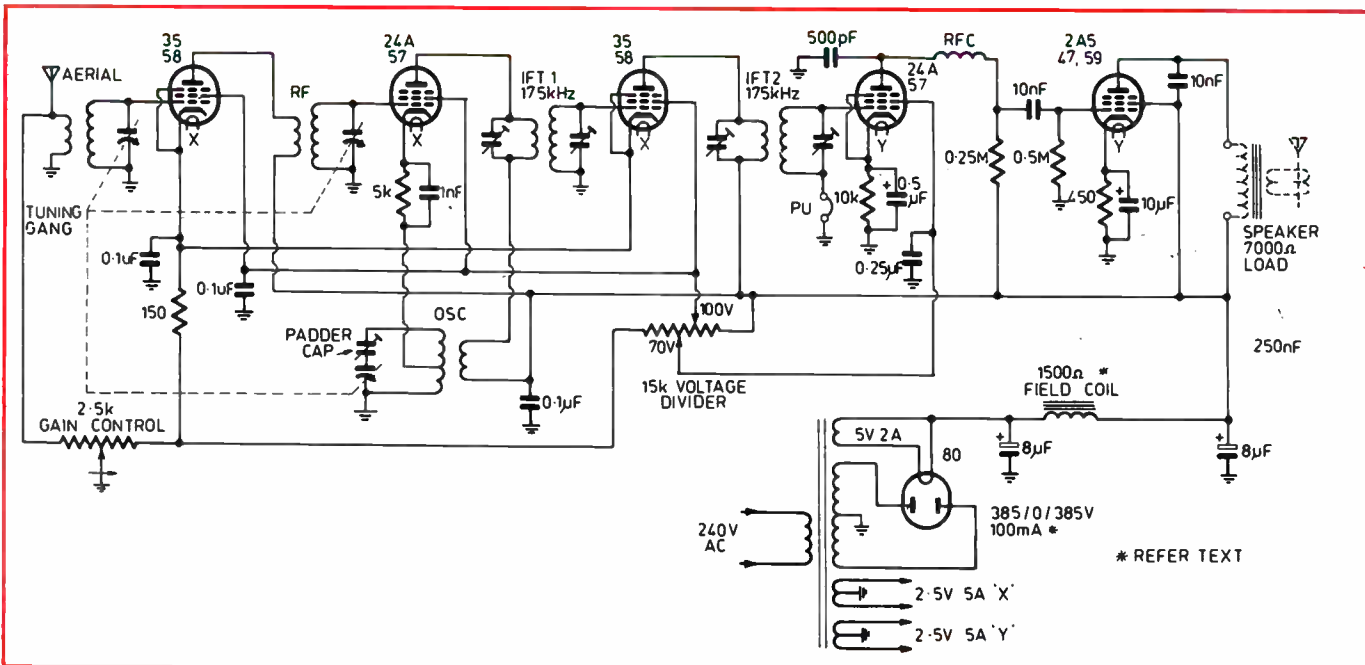 35
58
24A
57
35
58
500pF
RFC
2A5
47, 59
AERIAL
RF
IFT 1
175kHz
IFT2
175kHz
24A
57
10nF
10nF
X
X
X
Y
Y
5k
1nF
0·25M
0·5M
PU
10k
+
0·5
µF
450
+
10µF
TUNING
GANG
SPEAKER
7000Ω
LOAD
0.1uF
0.1uF
0·25µF
150
OSC
100V
PADDER
CAP
70V
250nF
15k VOLTAGE
DIVIDER
1500Ω *
FIELD COIL
0·1µF
2·5k
GAIN CONTROL
5V 2A
80
+
8µF
+
8µF
385/0/385V
100mA *
240V
AC
* REFER TEXT
2·5V 5A 'X'
2·5V 5A 'Y'